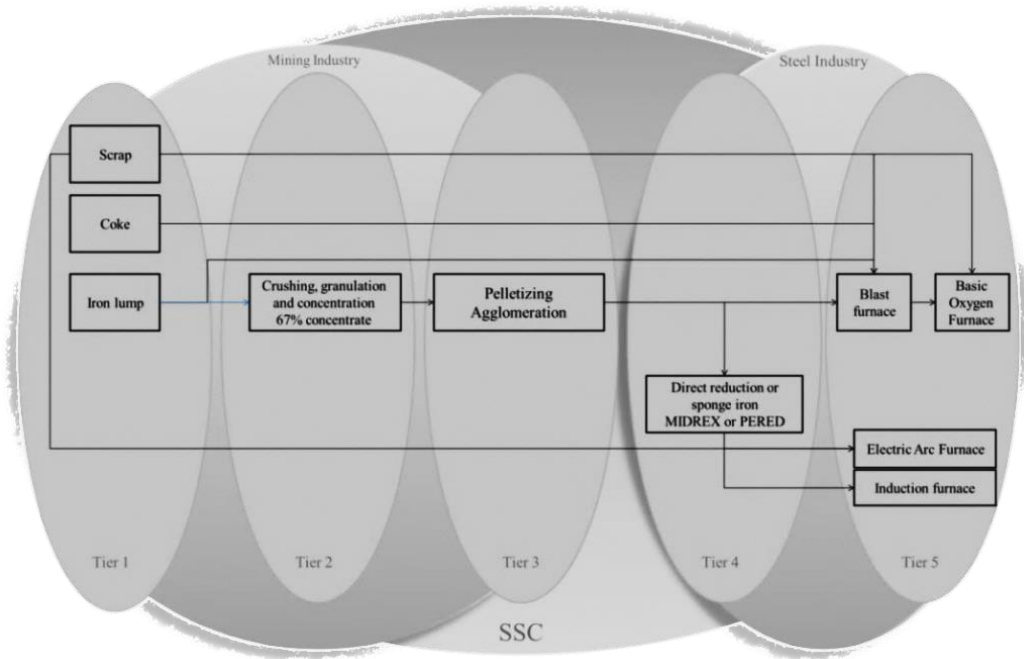 Mining Industry
Steel Industry
Scrap
Coke
Iron lump
Crushing, granulation
and concentration
67% concentrate
Pelletizing
Agglomeration
Blast
furnace
Basic
Oxygen
Furnace
Direct reduction or
sponge iron
MIDREX or PERED
Electric Arc Furnace
Induction furnace
Tier 1
Tier 2
Tier 3
Tier 4
Tier 5
SSC